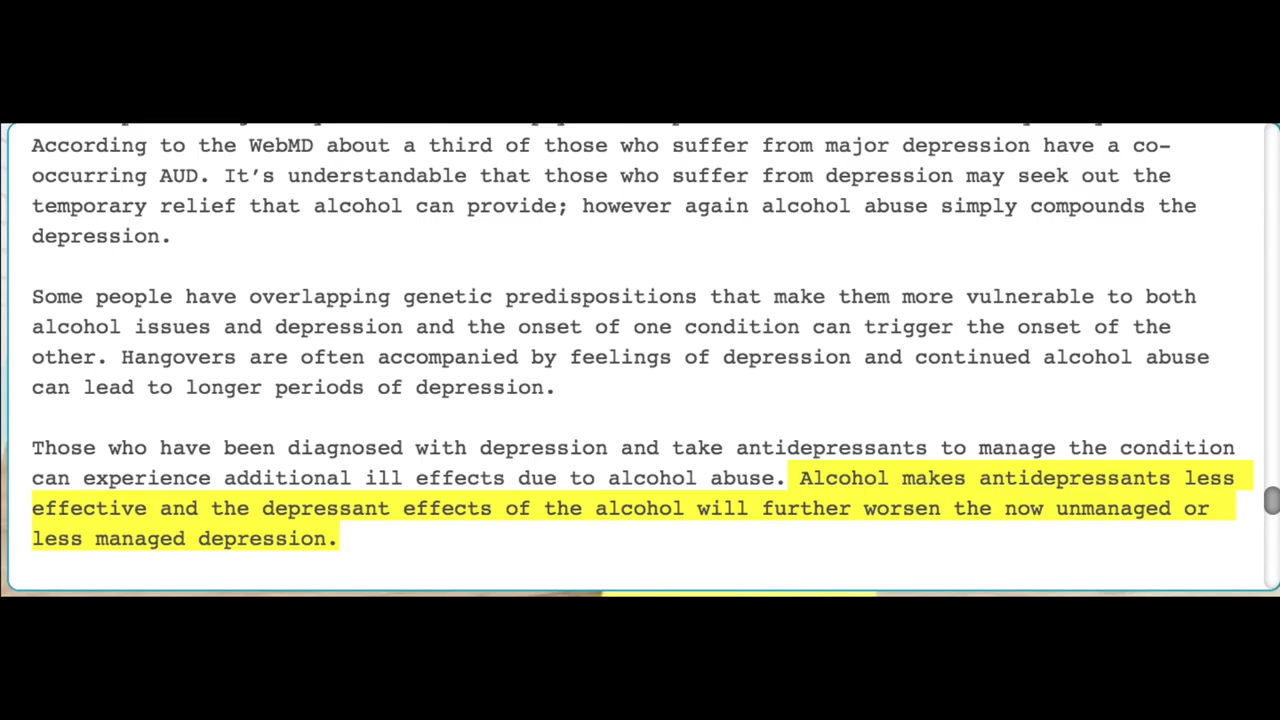 According to the WebMD about a third of those who suffer from major depression have a co-
occurring AUD. It’s understandable that those who suffer from depression may seek out the
temporary relief that alcohol can provide; however again alcohol abuse simply compounds the
depression.
Some people have overlapping genetic predispositions that make them more vulnerable to both
alcohol issues and depression and the onset of one condition can trigger the onset of the
other. Hangovers are often accompanied by feelings of depression and continued alcohol abuse
can lead to longer periods of depression.
Those who have been diagnosed with depression and take antidepressants to manage the condition
can experience additional ill effects due to alcohol abuse. Alcohol makes antidepressants less
effective and the depressant effects of the alcohol will further worsen the now unmanaged or
less managed depression.